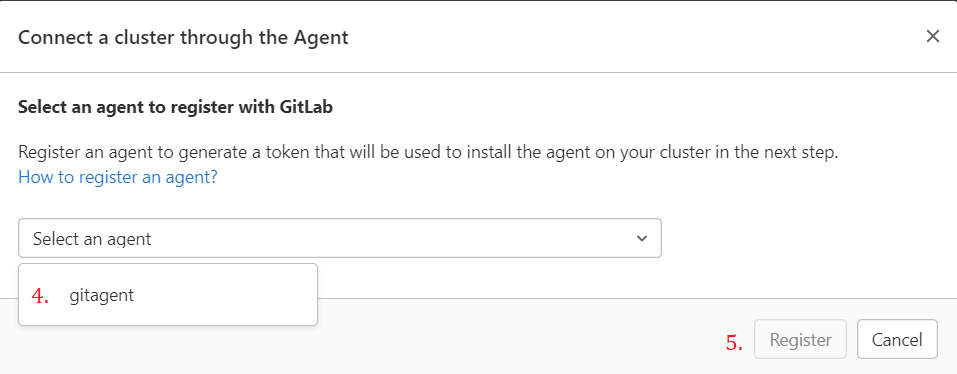 Connect a cluster through the Agent
Select an agent to register with GitLab
Register an agent to generate a token that will be used to install the agent on your cluster in the next step.
How to register an agent?
Select an agent
4. gitagent
5. Register Cancel